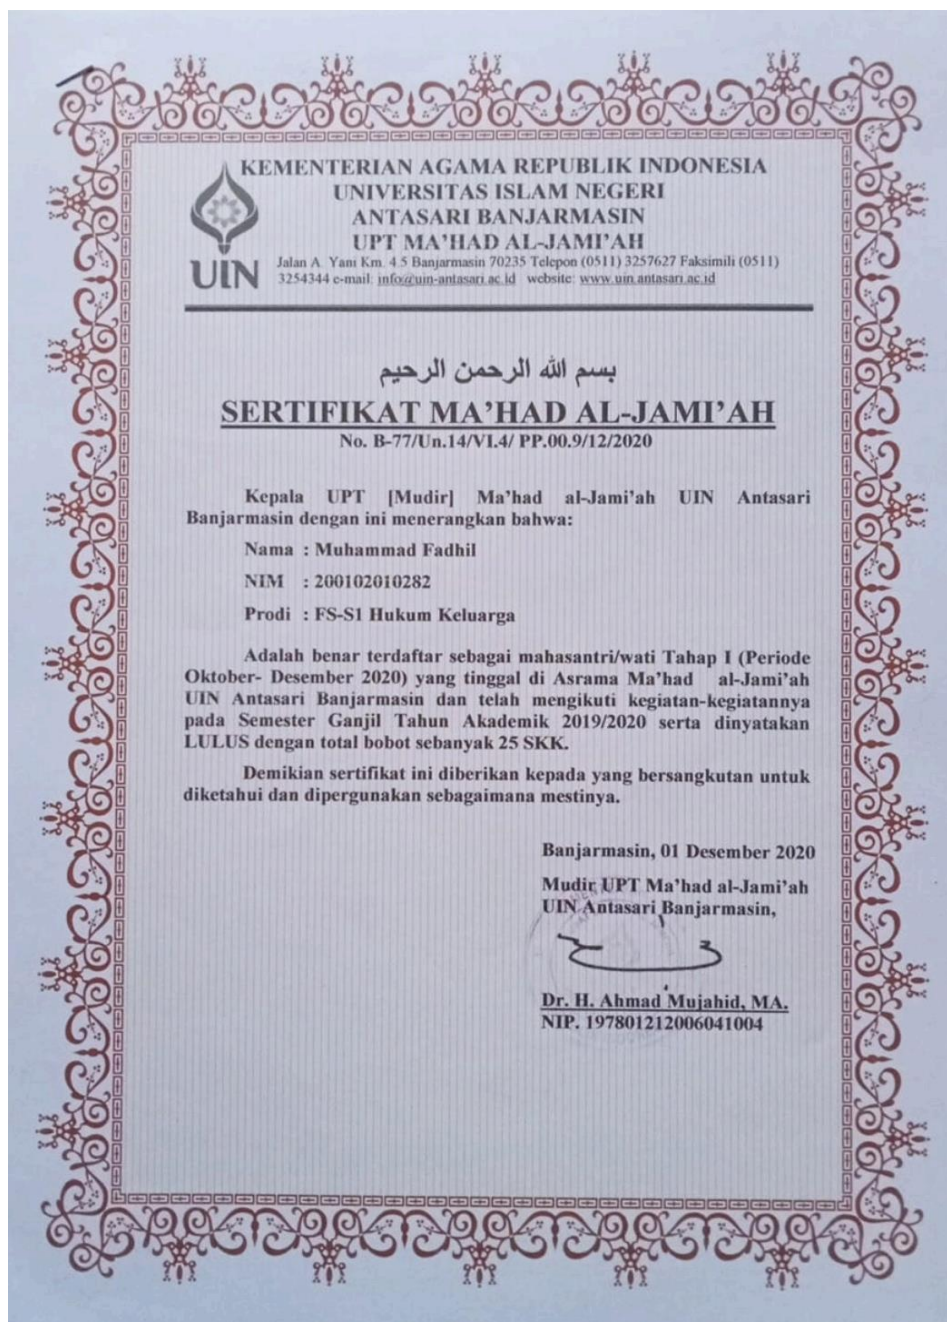 KEMENTERIAN AGAMA REPUBLIK INDONESIA
UNIVERSITAS ISLAM NEGERI
ANTASARI BANJARMASIN
UPT MA'HAD AL-JAMI'AH
UIN
Jalan A. Yani Km. 4.5 Banjarmasin 70235 Telepon (0511) 3257627 Faksimili (0511)
3254344 e-mail: info@uin-antasari.ac.id website: www.uin.antasari.ac.id
بسم الله الرحمن الرحيم
SERTIFIKAT MA'HAD AL-JAMI'AH
No. B-77/Un.14/VI.4/ PP.00.9/12/2020
Kepala UPT [Mudir] Ma'had al-Jami'ah UIN Antasari
Banjarmasin dengan ini menerangkan bahwa:
Nama : Muhammad Fadhil
NIM : 200102010282
Prodi : FS-S1 Hukum Keluarga
Adalah benar terdaftar sebagai mahasantri/wati Tahap I (Periode
Oktober- Desember 2020) yang tinggal di Asrama Ma'had al-Jami'ah
UIN Antasari Banjarmasin dan telah mengikuti kegiatan-kegiatannya
pada Semester Ganjil Tahun Akademik 2019/2020 serta dinyatakan
LULUS dengan total bobot sebanyak 25 SKK.
Demikian sertifikat ini diberikan kepada yang bersangkutan untuk
diketahui dan dipergunakan sebagaimana mestinya.
Banjarmasin, 01 Desember 2020
Mudir UPT Ma'had al-Jami'ah
UIN Antasari Banjarmasin,
Dr. H. Ahmad Mujahid, MA.
NIP. 197801212006041004